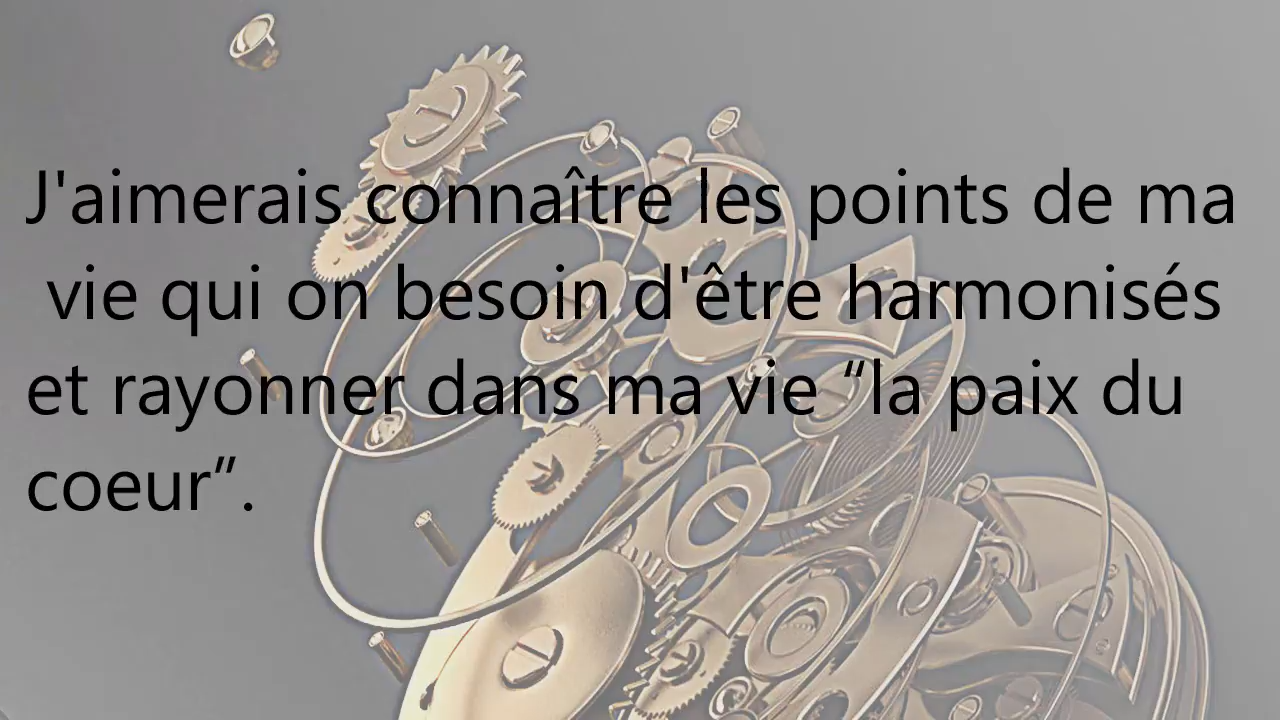 J'aimerais connaître les points de ma
vie qui on besoin d'être harmonisés
et rayonner dans ma vie “la paix du
coeur”.